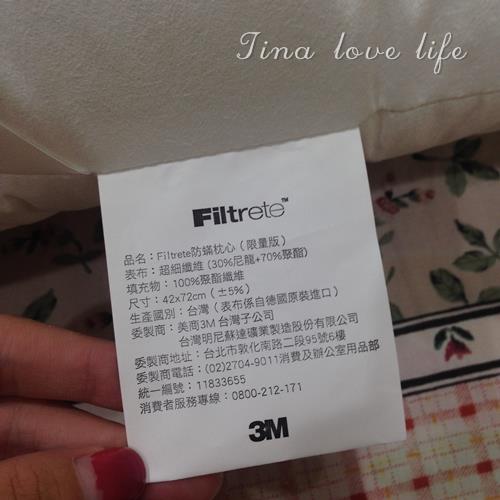 Tina love life
Filtrete™
品名：Filtrete防蟎枕心（限量版）
表布：超細纖維 (30%尼龍+70%聚酯)
填充物：100%聚酯纖維
尺寸：42x72cm（±5%）
生產國別：台灣（表布係自德國原裝進口）
委製商：美商3M 台灣子公司
台灣明尼蘇達礦業製造股份有限公司
委製商地址：台北市敦化南路二段95號6樓
委製商電話：(02)2704-9011消費及辦公室用品部
統一編號：11833655
消費者服務專線：0800-212-171
3M